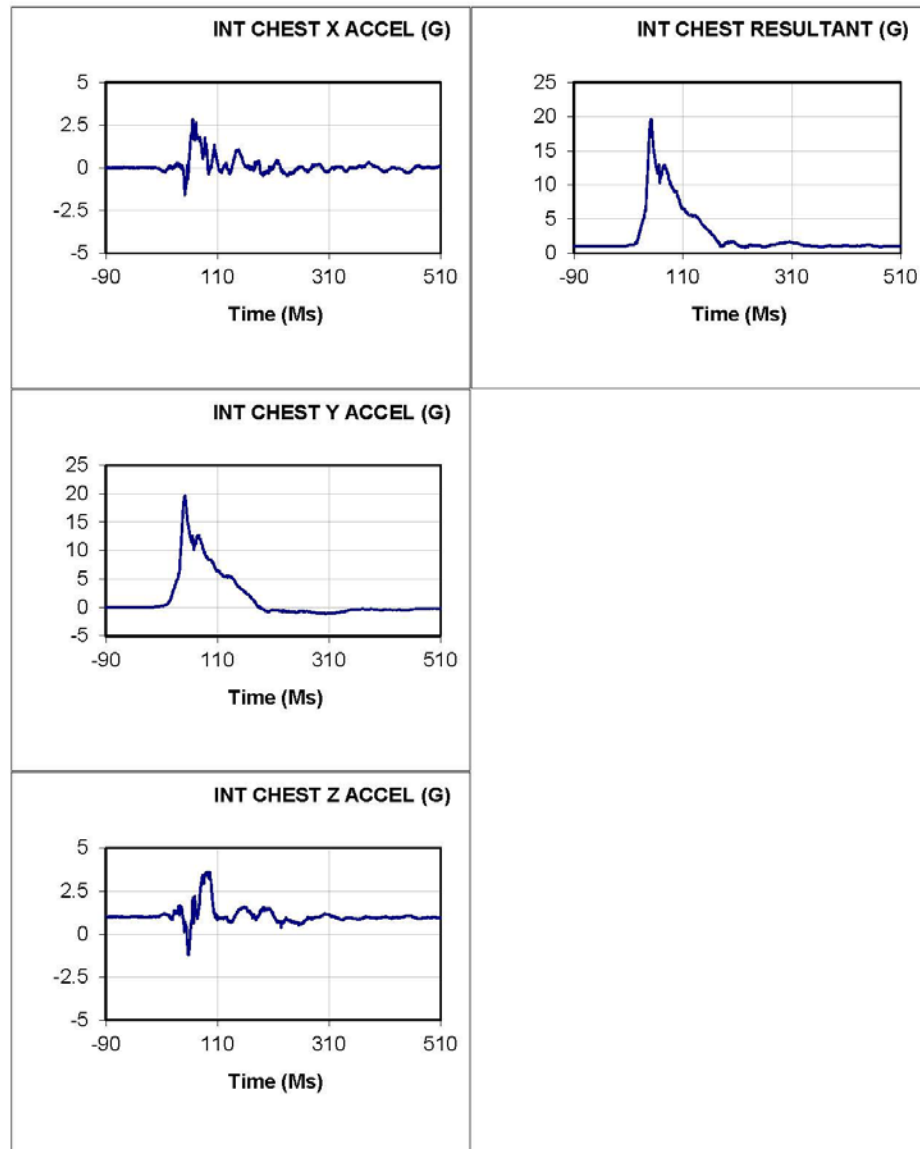 INT CHEST X ACCEL (G)
5
2.5
0
-2.5
-5
-90 110 310 510
Time (Ms)
INT CHEST RESULTANT (G)
25
20
15
10
5
0
-90 110 310 510
Time (Ms)
INT CHEST Y ACCEL (G)
25
20
15
10
5
0
-5
-90 110 310 510
Time (Ms)
INT CHEST Z ACCEL (G)
5
2.5
0
-2.5
-5
-90 110 310 510
Time (Ms)